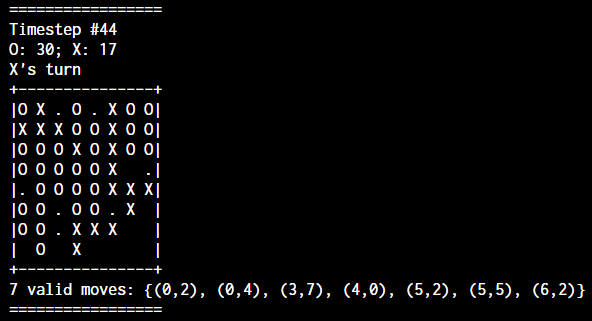 =================
Timestep #44
O: 30; X: 17
X's turn
+---------------+
|O X . O . X O O|
|X X X O O X O O|
|O O O X O X O O|
|O O O O O X   .|
|. O O O O X X X|
|O O . O O . X  |
|O O . X X X    |
|  O   X        |
+---------------+
7 valid moves: {(0,2), (0,4), (3,7), (4,0), (5,2), (5,5), (6,2)}
=================